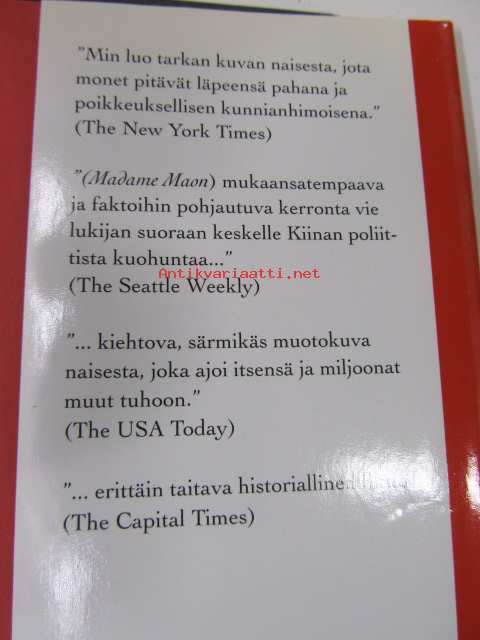 "Min luo tarkan kuvan naisesta, jota
monet pitävät läpeensä pahana ja
poikkeuksellisen kunnianhimoisena."
(The New York Times)
"(Madame Maon) mukaansatempaava
ja faktoihin pohjautuva kerronta vie
lukijan suoraan keskelle Kiinan poliit-
tista kuohuntaa..."
Antikvariaatti.net
(The Seattle Weekly)
"... kiehtova, särmikäs muotokuva
naisesta, joka ajoi itsensä ja miljoonat
muut tuhoon."
(The USA Today)
"... erittäin taitava
(The Capital Times)